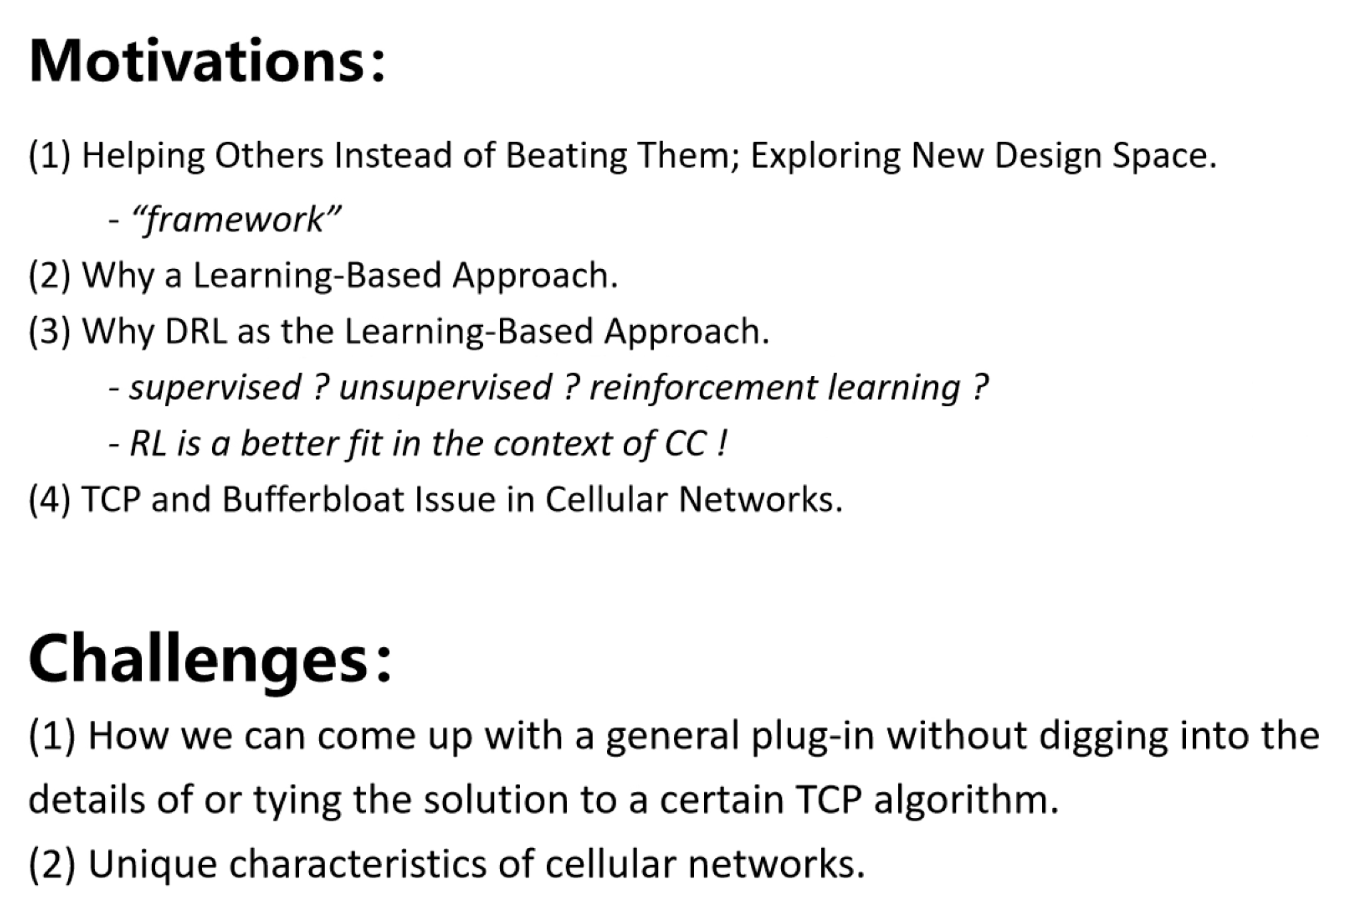 Motivations:
(1) Helping Others Instead of Beating Them; Exploring New Design Space.
- “framework”
(2) Why a Learning-Based Approach.
(3) Why DRL as the Learning-Based Approach.
- supervised ? unsupervised ? reinforcement learning ?
- RL is a better fit in the context of CC !
(4) TCP and Bufferbloat Issue in Cellular Networks.
Challenges:
(1) How we can come up with a general plug-in without digging into the
details of or tying the solution to a certain TCP algorithm.
(2) Unique characteristics of cellular networks.